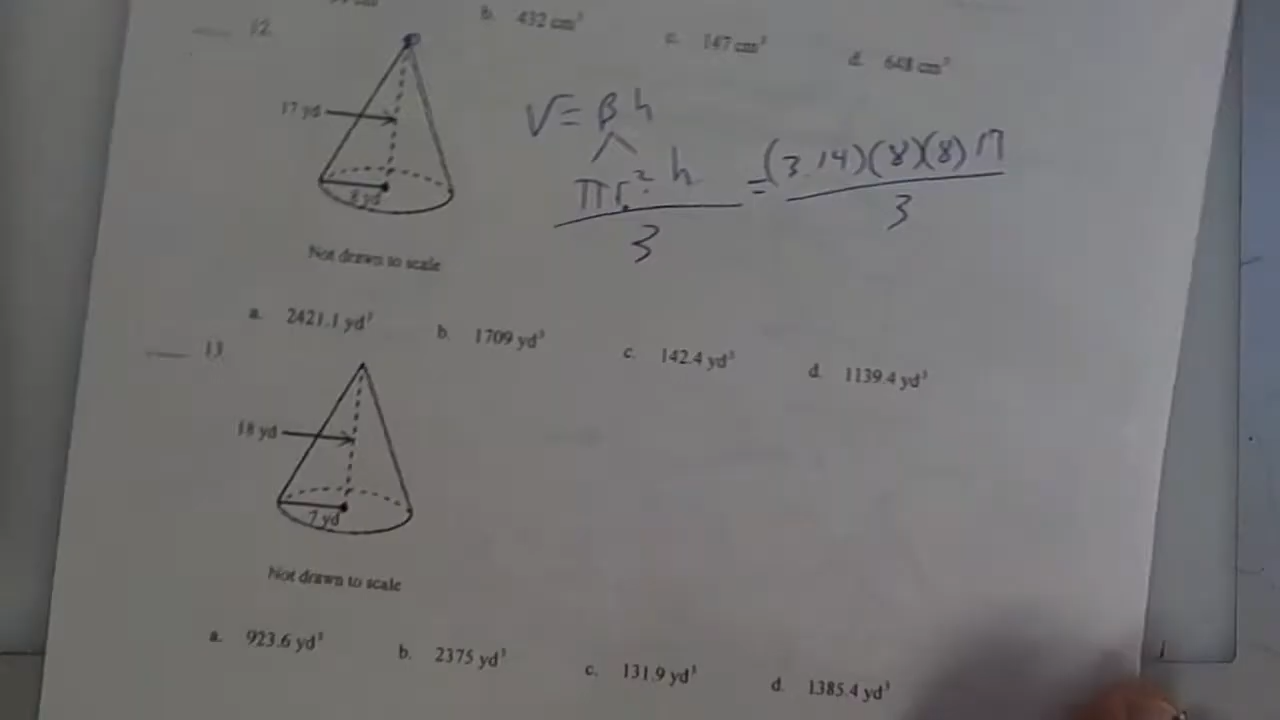 12.
b. 432 cm³
c. 147 cm³
d. 648 cm³
17 yd
8 yd
V = B h
πr² · h
3
= (3.14)(8)(8)17
3
Not drawn to scale
a. 2421.1 yd³
b. 1709 yd³
c. 142.4 yd³
d. 1139.4 yd³
13.
18 yd
7 yd
Not drawn to scale
a. 923.6 yd³
b. 2375 yd³
c. 131.9 yd³
d. 1385.4 yd³